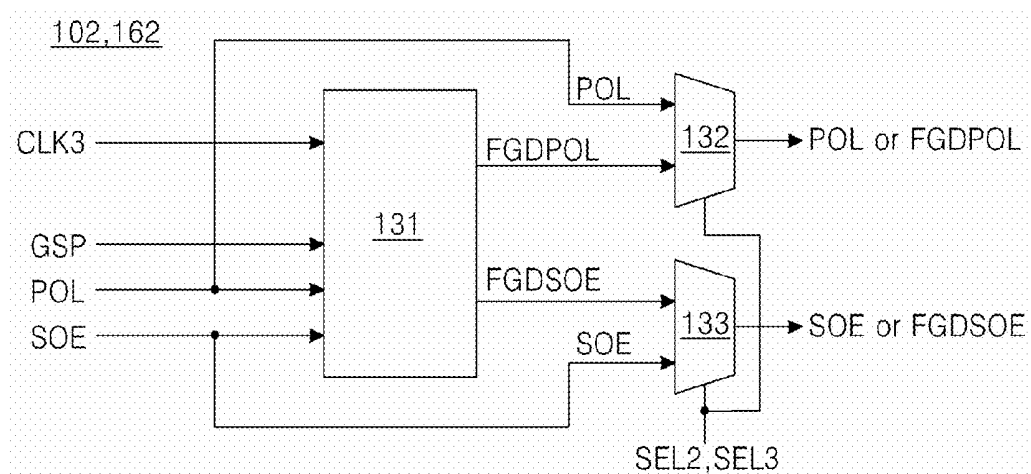 102,162
CLK3
GSP
POL
SOE
131
POL
FGDPOL
132
POL or FGDPOL
FGDSOE
SOE
133
SOE or FGDSOE
SEL2,SEL3